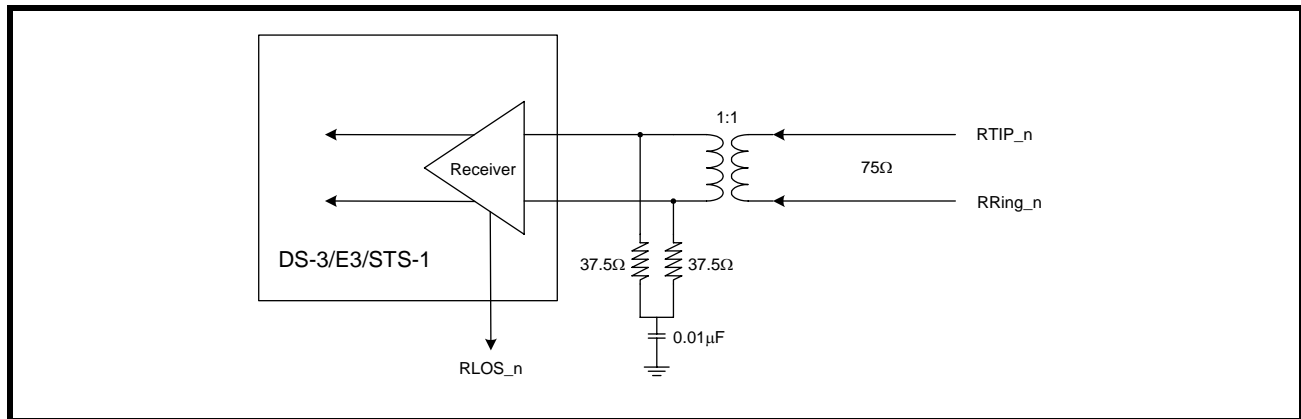 1:1
RTIP_n
Receiver
75Ω
RRing_n
DS-3/E3/STS-1
37.5Ω
37.5Ω
0.01μF
RLOS_n